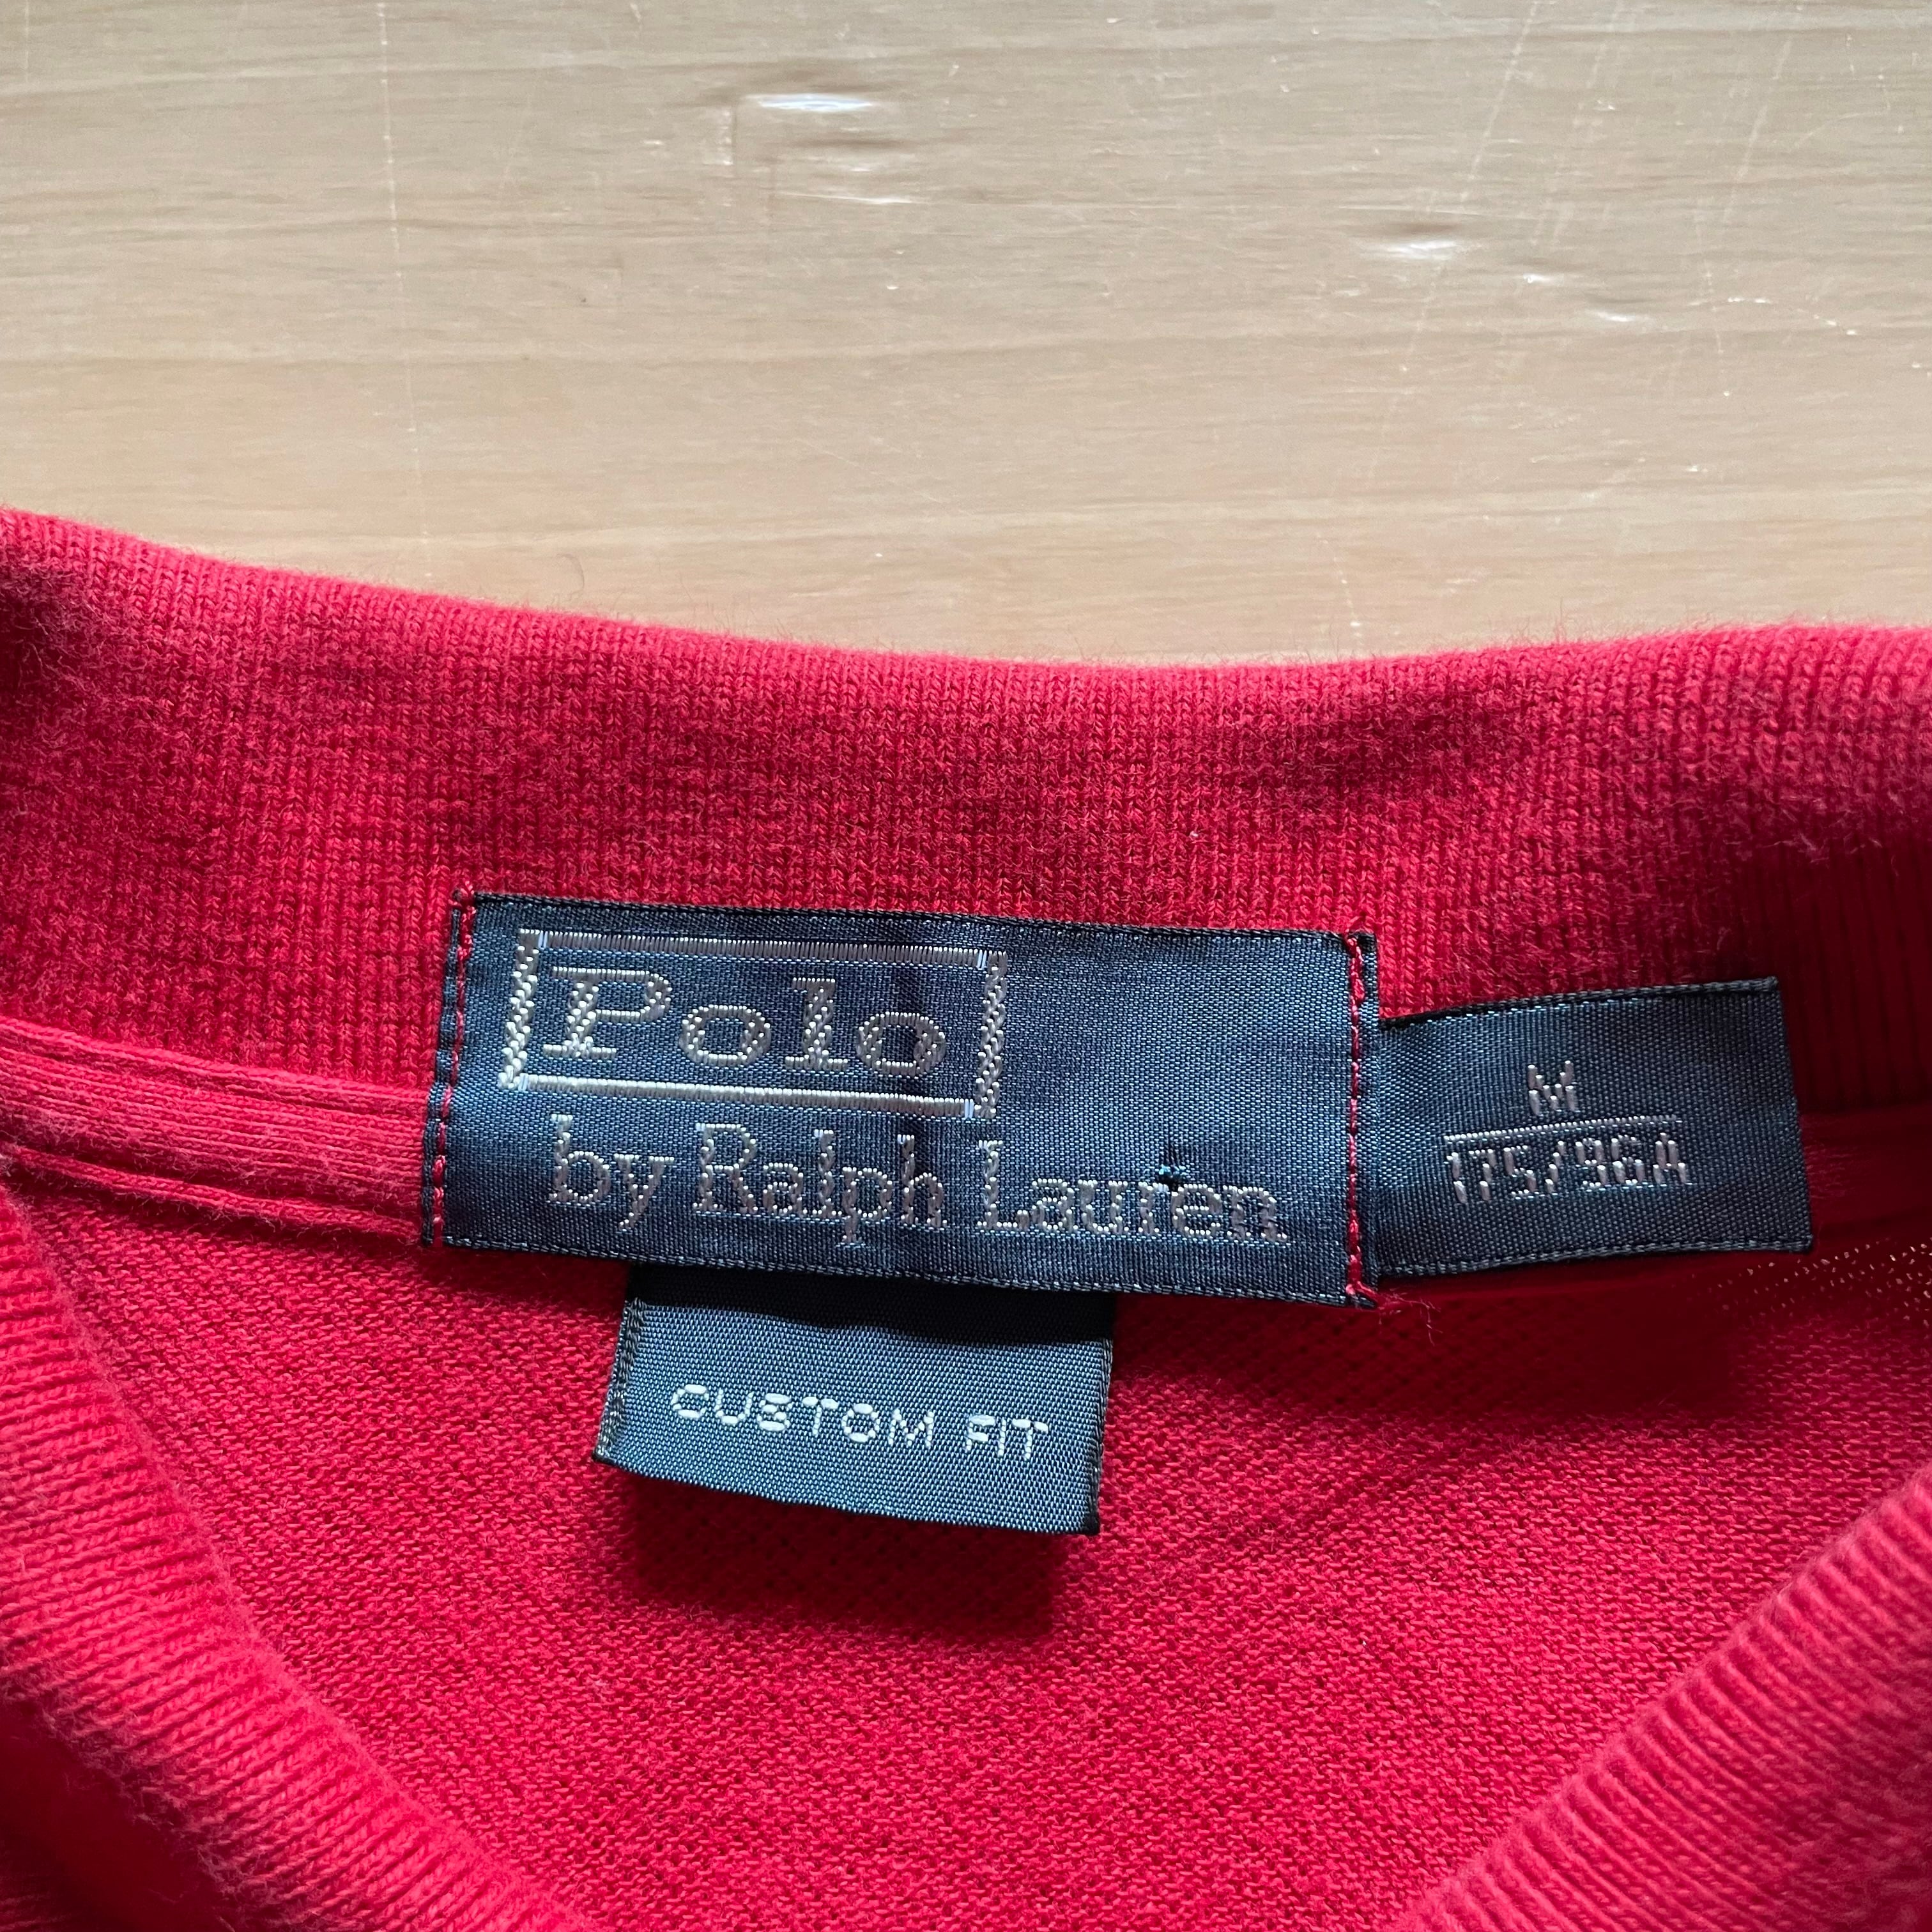 Polo
by Ralph Lauren
M
175/96A
CUSTOM FIT